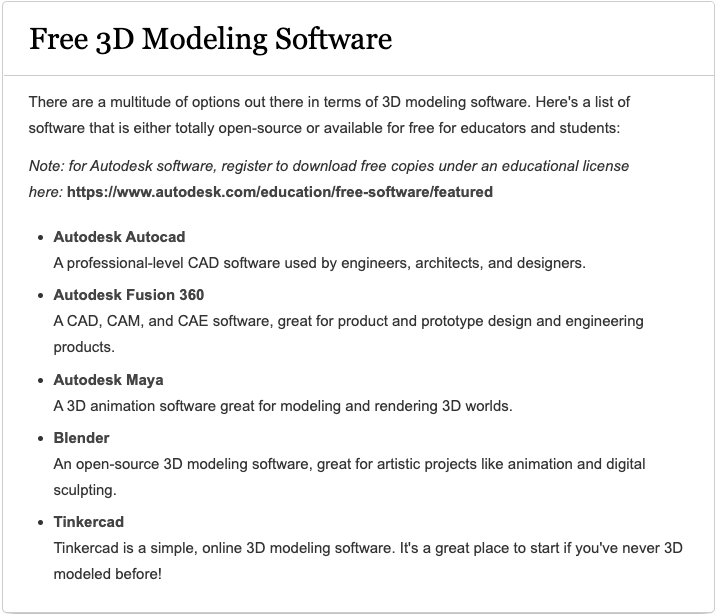 Free 3D Modeling Software
There are a multitude of options out there in terms of 3D modeling software. Here's a list of
software that is either totally open-source or available for free for educators and students:
Note: for Autodesk software, register to download free copies under an educational license
here: https://www.autodesk.com/education/free-software/featured
• Autodesk Autocad
A professional-level CAD software used by engineers, architects, and designers.
• Autodesk Fusion 360
A CAD, CAM, and CAE software, great for product and prototype design and engineering
products.
• Autodesk Maya
A 3D animation software great for modeling and rendering 3D worlds.
• Blender
An open-source 3D modeling software, great for artistic projects like animation and digital
sculpting.
• Tinkercad
Tinkercad is a simple, online 3D modeling software. It's a great place to start if you've never 3D
modeled before!